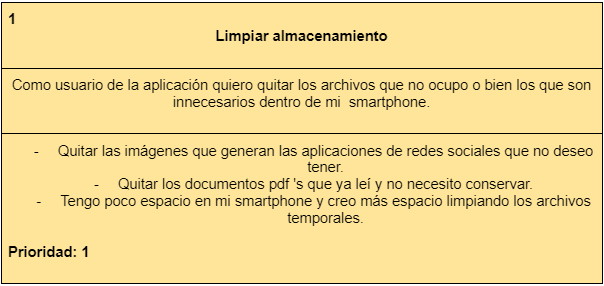 1
Limpiar almacenamiento
Como usuario de la aplicación quiero quitar los archivos que no ocupo o bien los que son
innecesarios dentro de mi smartphone.
- Quitar las imágenes que generan las aplicaciones de redes sociales que no deseo
tener.
- Quitar los documentos pdf 's que ya leí y no necesito conservar.
- Tengo poco espacio en mi smartphone y creo más espacio limpiando los archivos
temporales.
Prioridad: 1